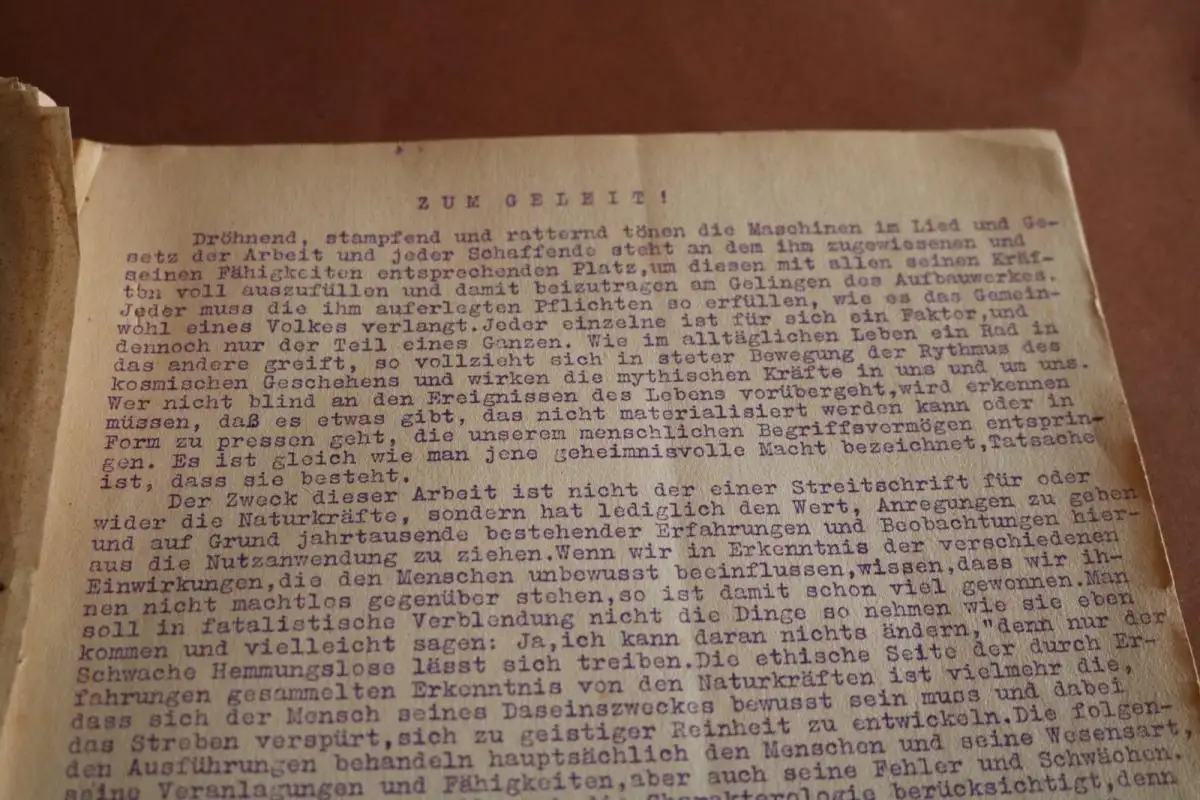 ZUM GELEIT!
Dröhnend, stampfend und ratternd tönen die Maschinen im Lied und Ge-
setz der Arbeit und jeder Schaffende steht an dem ihm zugewiesenen und
seinen Fähigkeiten entsprechenden Platz,um diesen mit allen seinen Kräf-
ten voll auszufüllen und damit beizutragen am Gelingen des Aufbauwerkes.
Jeder muss die ihm auferlegten Pflichten so erfüllen, wie es das Gemein-
wohl eines Volkes verlangt.Jeder einzelne ist für sich ein Faktor,und
dennoch nur der Teil eines Ganzen. Wie im alltäglichen Leben ein Rad in
das andere greift, so vollzieht sich in steter Bewegung der Rythmus des
kosmischen Geschehens und wirken die mythischen Kräfte in uns und um uns.
Wer nicht blind an den Ereignissen des Lebens vorübergeht,wird erkennen
müssen, daß es etwas gibt, das nicht materialisiert werden kann oder in
Form zu pressen geht, die unserem menschlichen Begriffsvermögen entsprin-
gen. Es ist gleich wie man jene geheimnisvolle Macht bezeichnet,Tatsache
ist, dass sie besteht.
Der Zweck dieser Arbeit ist nicht der einer Streitschrift für oder
wider die Naturkräfte, sondern hat lediglich den Wert, Anregungen zu geben
und auf Grund jahrtausende bestehender Erfahrungen und Beobachtungen hier-
aus die Nutzanwendung zu ziehen.Wenn wir in Erkenntnis der verschiedenen
Einwirkungen,die den Menschen unbewusst beeinflussen,wissen,dass wir ih-
nen nicht machtlos gegenüber stehen,so ist damit schon viel gewonnen.Man
soll in fatalistische Verblendung nicht die Dinge so nehmen wie sie eben
kommen und vielleicht sagen: Ja,ich kann daran nichts ändern,"denn nur der
Schwache Hemmungslose lässt sich treiben.Die ethische Seite der durch Er-
fahrungen gesammelten Erkenntnis von den Naturkräften ist vielmehr die,
dass sich der Mensch seines Daseinszweckes bewusst sein muss und dabei
das Streben verspürt,sich zu geistiger Reinheit zu entwickeln.Die folgen-
den Ausführungen behandeln hauptsächlich den Menschen und seine Wesensart,
seine Veranlagungen und Fähigkeiten,aber auch seine Fehler und Schwächen.
die Charakterologie berücksichtigt,denn